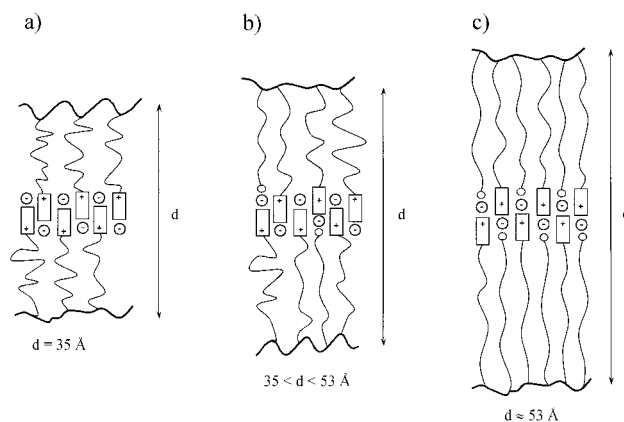 a)
b)
c)
d
d
d = 35 Å
35 < d < 53 Å
d ≈ 53 Å